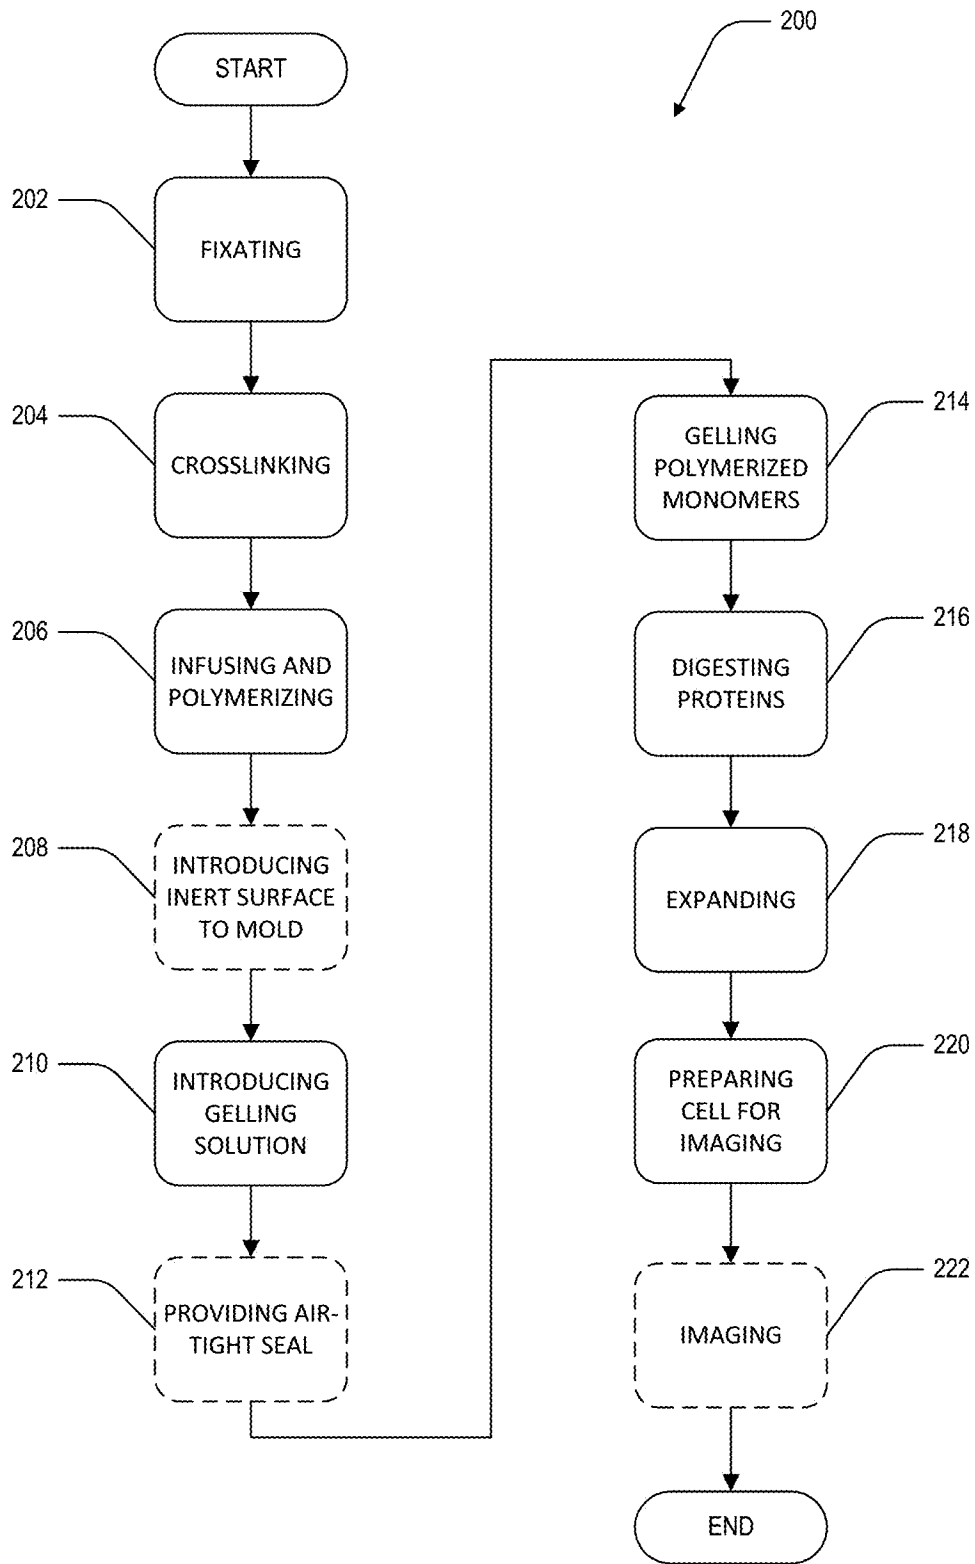 200
START
202
FIXATING
204
CROSSLINKING
206
INFUSING AND
POLYMERIZING
208
INTRODUCING
INERT SURFACE
TO MOLD
210
INTRODUCING
GELLING
SOLUTION
212
PROVIDING AIR-
TIGHT SEAL
214
GELLING
POLYMERIZED
MONOMERS
216
DIGESTING
PROTEINS
218
EXPANDING
220
PREPARING
CELL FOR
IMAGING
222
IMAGING
END